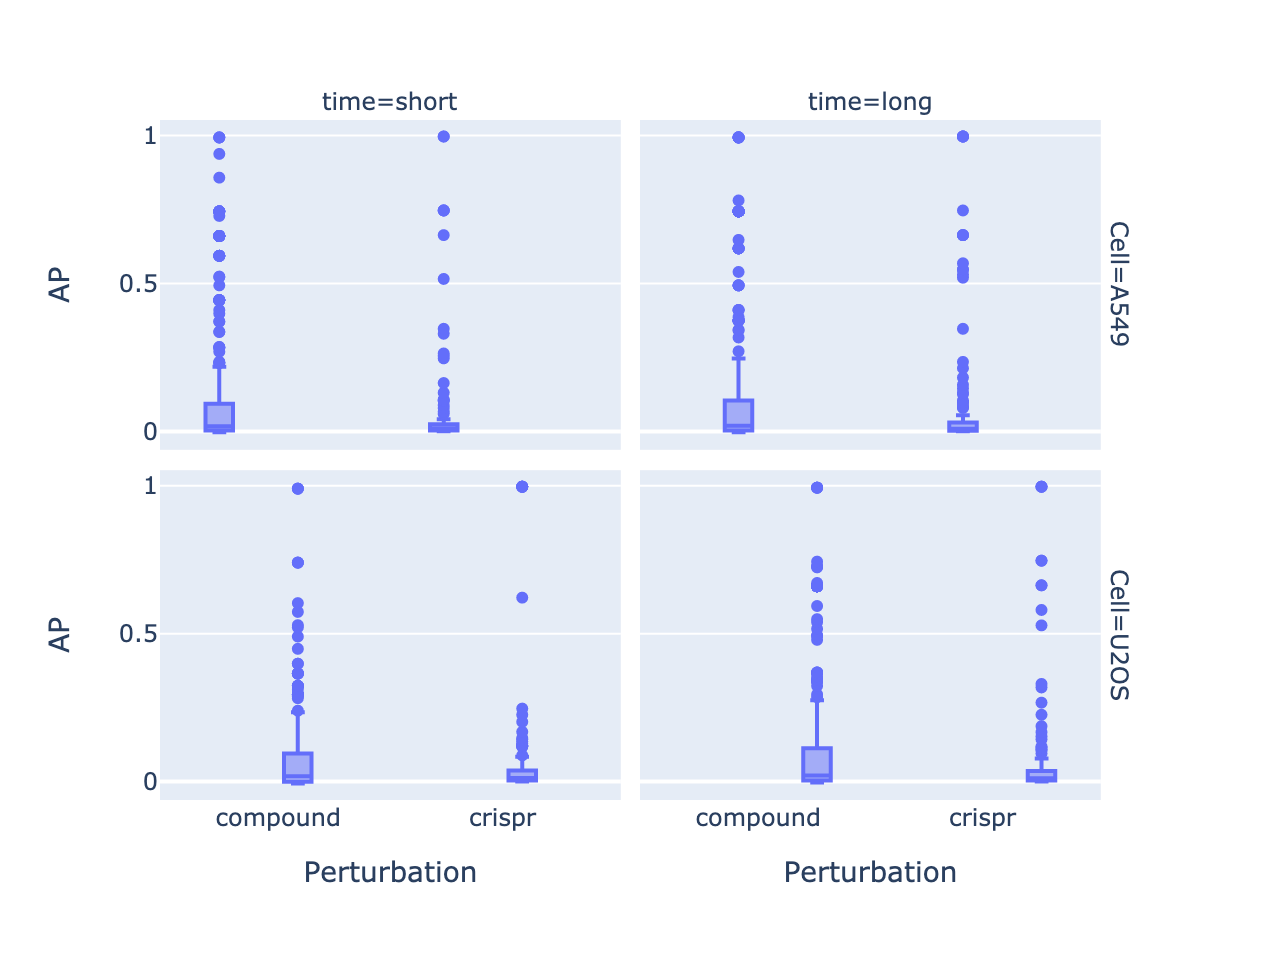 time=short
time=long
AP
1
0.5
0
Cell=A549
AP
1
0.5
0
Cell=U2OS
compound
crispr
compound
crispr
Perturbation
Perturbation